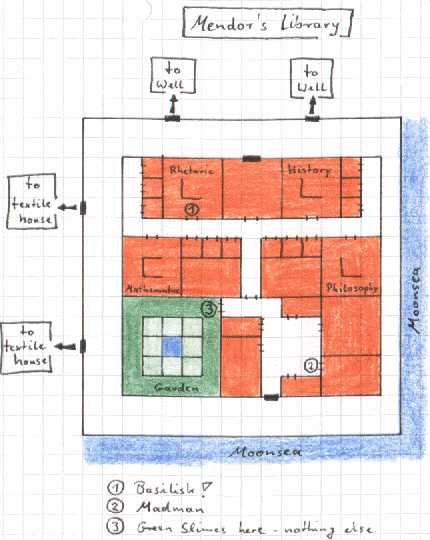 Mendor's Library
to
Well
to
Well
to
textile
house
Rhetoric
History
1
Mathematics
Philosophy
3
to
textile
house
2
Garden
Moonsea
Moonsea
1 Basilisk!
2 Madman
3 Green Slimes here - nothing else